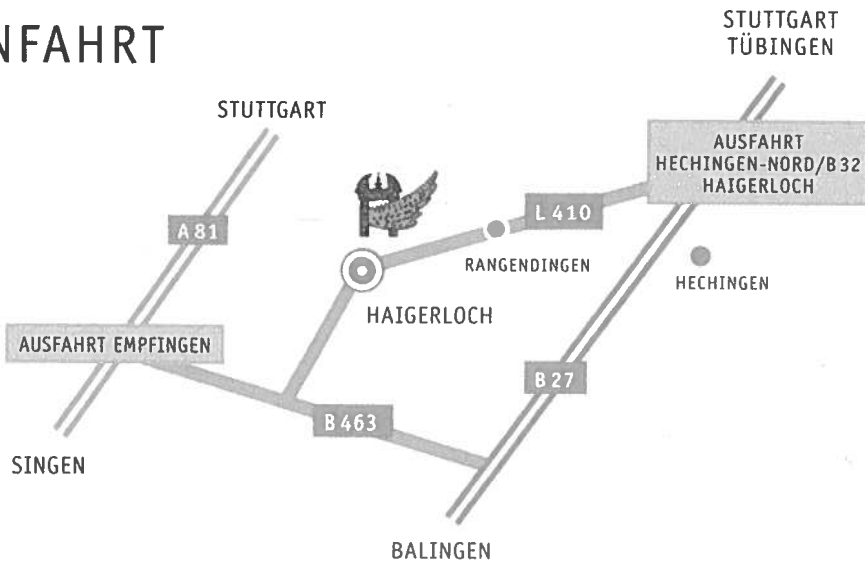 NFAHRT
STUTTGART
TÜBINGEN
STUTTGART
AUSFAHRT
HECHINGEN-NORD/B32
HAIGERLOCH
L 410
A 81
RANGENDINGEN
HECHINGEN
HAIGERLOCH
AUSFAHRT EMPFINGEN
B 27
B 463
SINGEN
BALINGEN